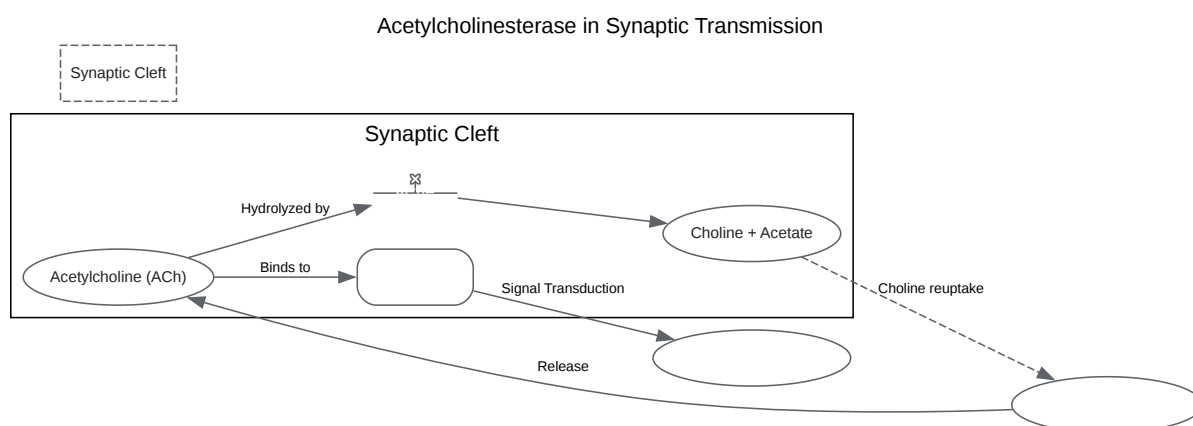 Acetylcholinesterase in Synaptic Transmission
Synaptic Cleft
Synaptic Cleft
Hydrolyzed by
Choline + Acetate
Acetylcholine (ACh)
Binds to
Signal Transduction
Choline reuptake
Release